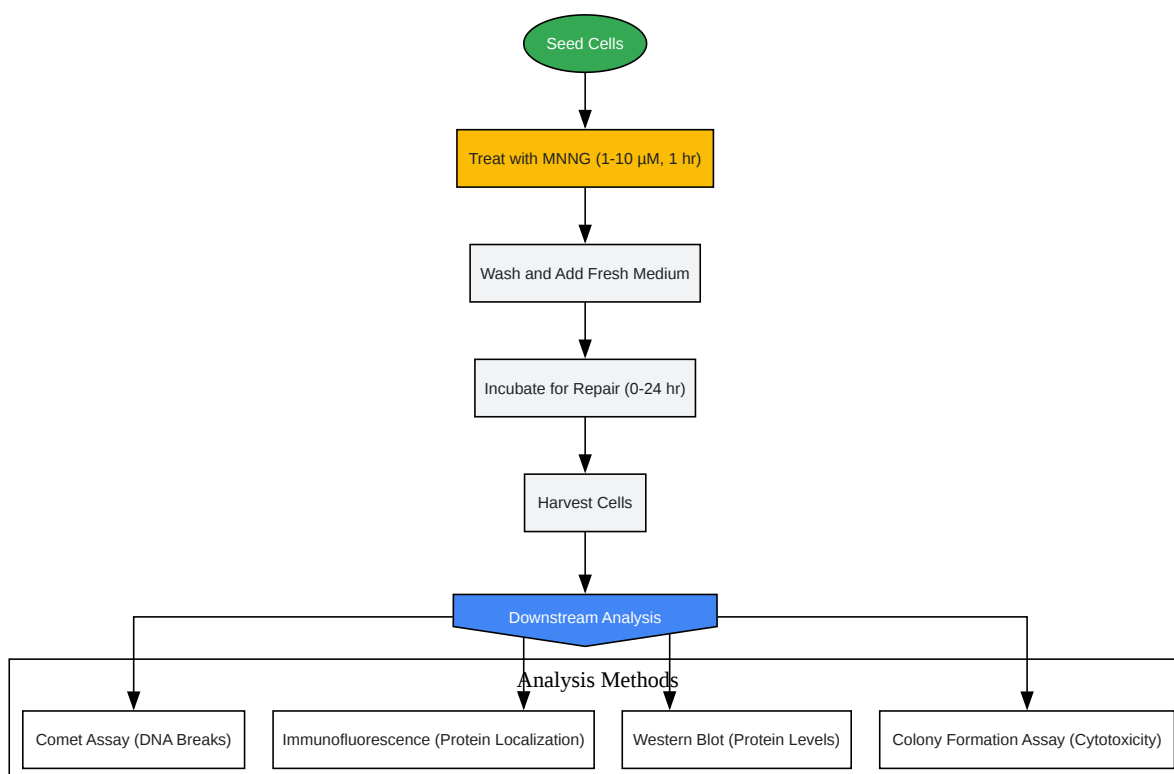 Seed Cells
Treat with MNNG (1-10 µM, 1 hr)
Wash and Add Fresh Medium
Incubate for Repair (0-24 hr)
Harvest Cells
Downstream Analysis
Analysis Methods
Comet Assay (DNA Breaks)
Immunofluorescence (Protein Localization)
Western Blot (Protein Levels)
Colony Formation Assay (Cytotoxicity)